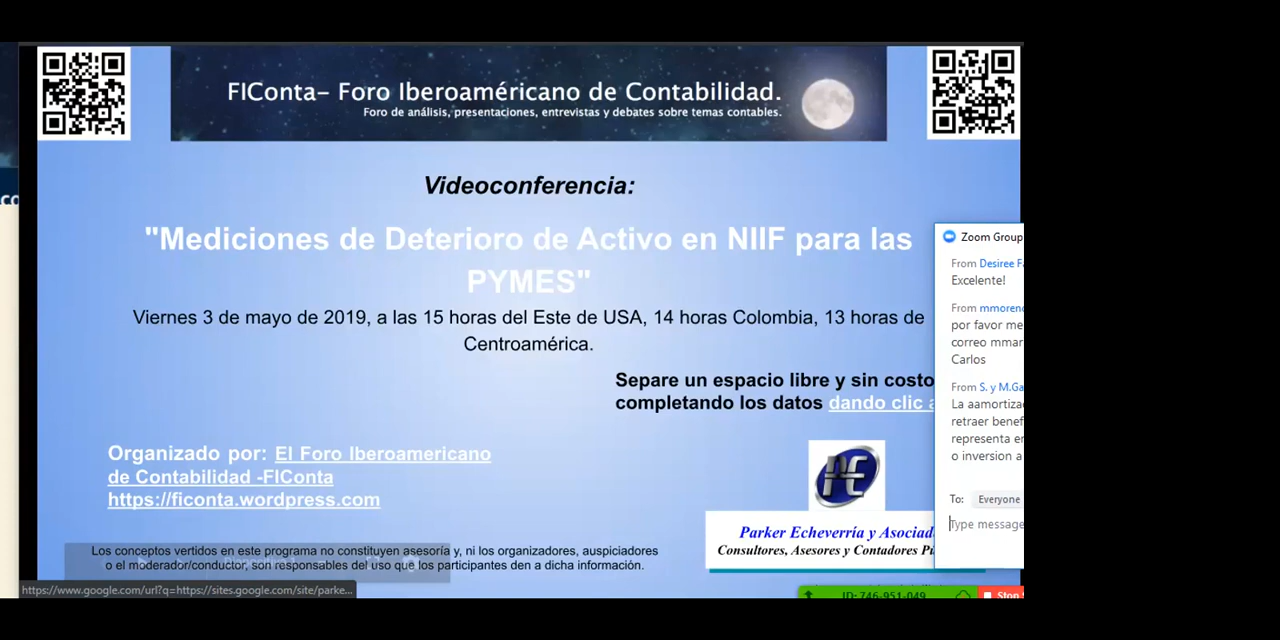 FIConta– Foro Iberoaméricano de Contabilidad.
Foro de análisis, presentaciones, entrevistas y debates sobre temas contables.
Videoconferencia:
"Mediciones de Deterioro de Activo en NIIF para las
PYMES"
Viernes 3 de mayo de 2019, a las 15 horas del Este de USA, 14 horas Colombia, 13 horas de
Centroamérica.
Separe un espacio libre y sin costo
completando los datos dando clic
Organizado por: El Foro Iberoamericano
de Contabilidad -FIConta
https://ficonta.wordpress.com
Parker Echeverría y
Consultores, Asesores y Contadores
Los conceptos vertidos en este programa no constituyen asesoría y, ni los organizadores, auspiciadores
o el moderador/conductor, son responsables del uso que los participantes den a dicha información.
https://www.google.com/url?q=https://sites.google.com/site/parke...
Zoom Group
From Desiree
Excelente!
From mmoreno
por favor me
correo
Carlos
From S. y M.Ga
La
retraer
representa
o inversion a
To: Everyone
Type message
ID: 746-951-049
Stop